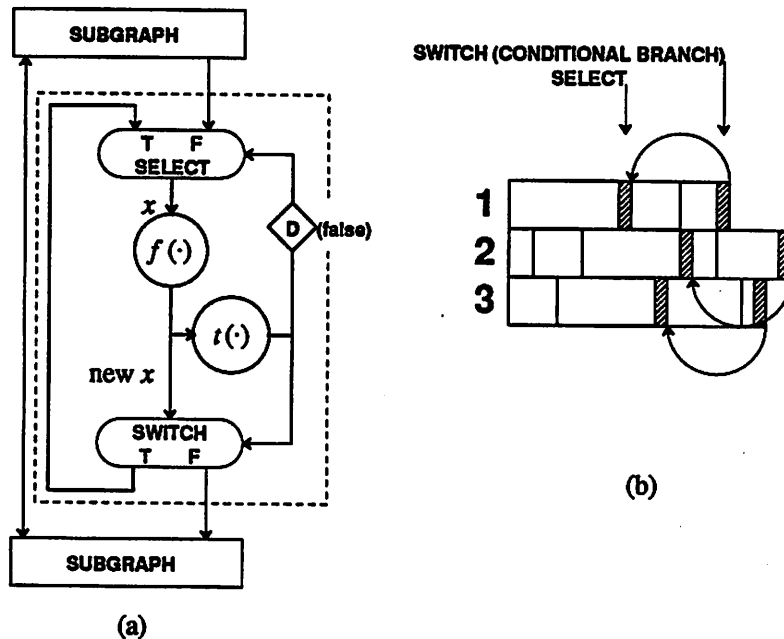 SUBGRAPH
T F
SELECT
x
D
(false)
f (·)
t (·)
new x
SWITCH
T F
SUBGRAPH
(a)
SWITCH (CONDITIONAL BRANCH)
SELECT
1
2
3
(b)